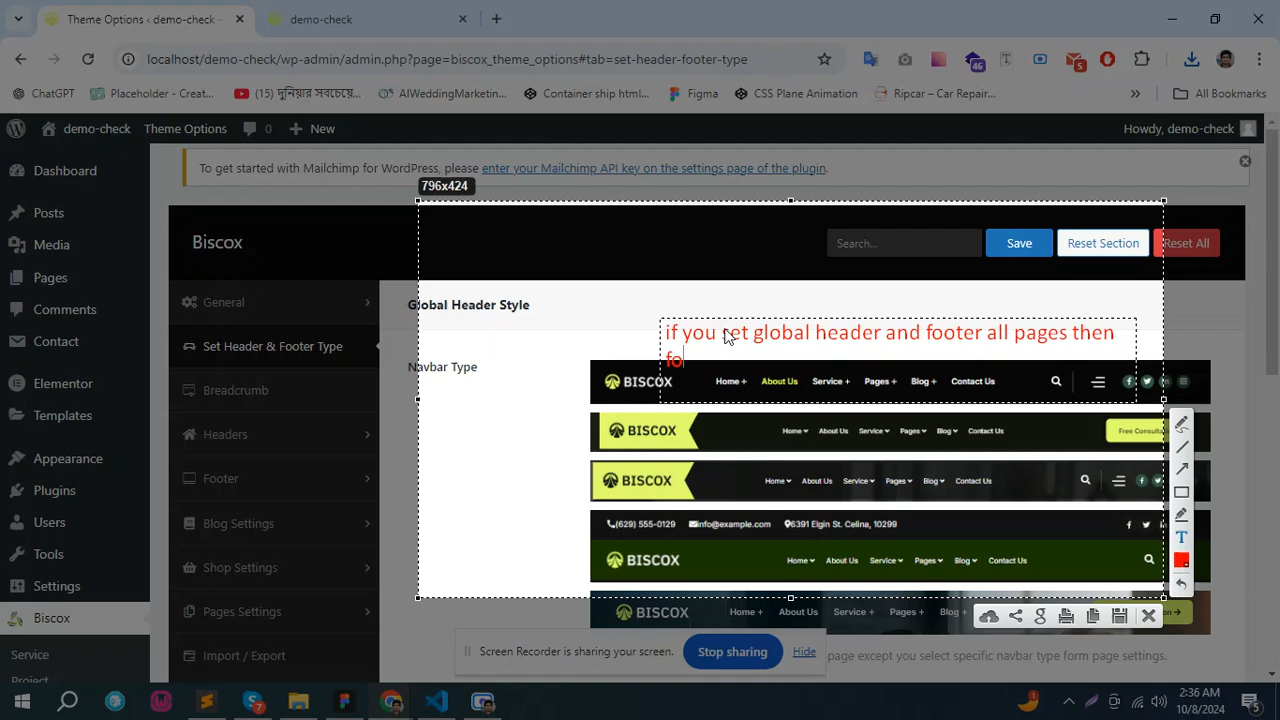 Theme Options ‹ demo-check –
demo-check
localhost/demo-check/wp-admin/admin.php?page=biscox_theme_options#tab=set-header-footer-type
46
5
ChatGPT
Placeholder - Creat...
(15) দুনিয়ার সবচেয়ে...
AIWeddingMarketin...
Container ship html...
Figma
CSS Plane Animation
Ripcar – Car Repair...
All Bookmarks
demo-check
Theme Options
0
New
Howdy, demo-check
Dashboard
Posts
Media
Pages
Comments
Contact
Elementor
Templates
Appearance
Plugins
Users
Tools
Settings
Biscox
Service
Project
To get started with Mailchimp for WordPress, please enter your Mailchimp API key on the settings page of the plugin.
796x424
Biscox
Search...
Save
Reset Section
Reset All
General
Set Header & Footer Type
Breadcrumb
Headers
Footer
Blog Settings
Shop Settings
Pages Settings
Import / Export
Global Header Style
if you set global header and footer all pages then
fo
Navbar Type
BISCOX Home + About Us Service + Pages + Blog + Contact Us
BISCOX Home About Us Service Pages Blog Contact Us Free Consulta
BISCOX Home About Us Service Pages Blog Contact Us
(629) 555-0129 info@example.com 6391 Elgin St. Celina, 10299
BISCOX Home About Us Service Pages Blog Contact Us
BISCOX Home + About Us Service + Pages + Blog +
page except you select specific navbar type form page settings.
Screen Recorder is sharing your screen.
Stop sharing
Hide
T
2:36 AM
10/8/2024
5